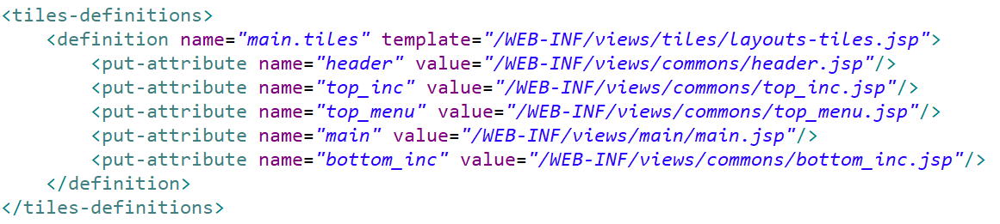 <tiles-definitions>
    <definition name="main.tiles" template="/WEB-INF/views/tiles/layouts-tiles.jsp">
        <put-attribute name="header" value="/WEB-INF/views/commons/header.jsp"/>
        <put-attribute name="top_inc" value="/WEB-INF/views/commons/top_inc.jsp"/>
        <put-attribute name="top_menu" value="/WEB-INF/views/commons/top_menu.jsp"/>
        <put-attribute name="main" value="/WEB-INF/views/main/main.jsp"/>
        <put-attribute name="bottom_inc" value="/WEB-INF/views/commons/bottom_inc.jsp"/>
    </definition>
</tiles-definitions>